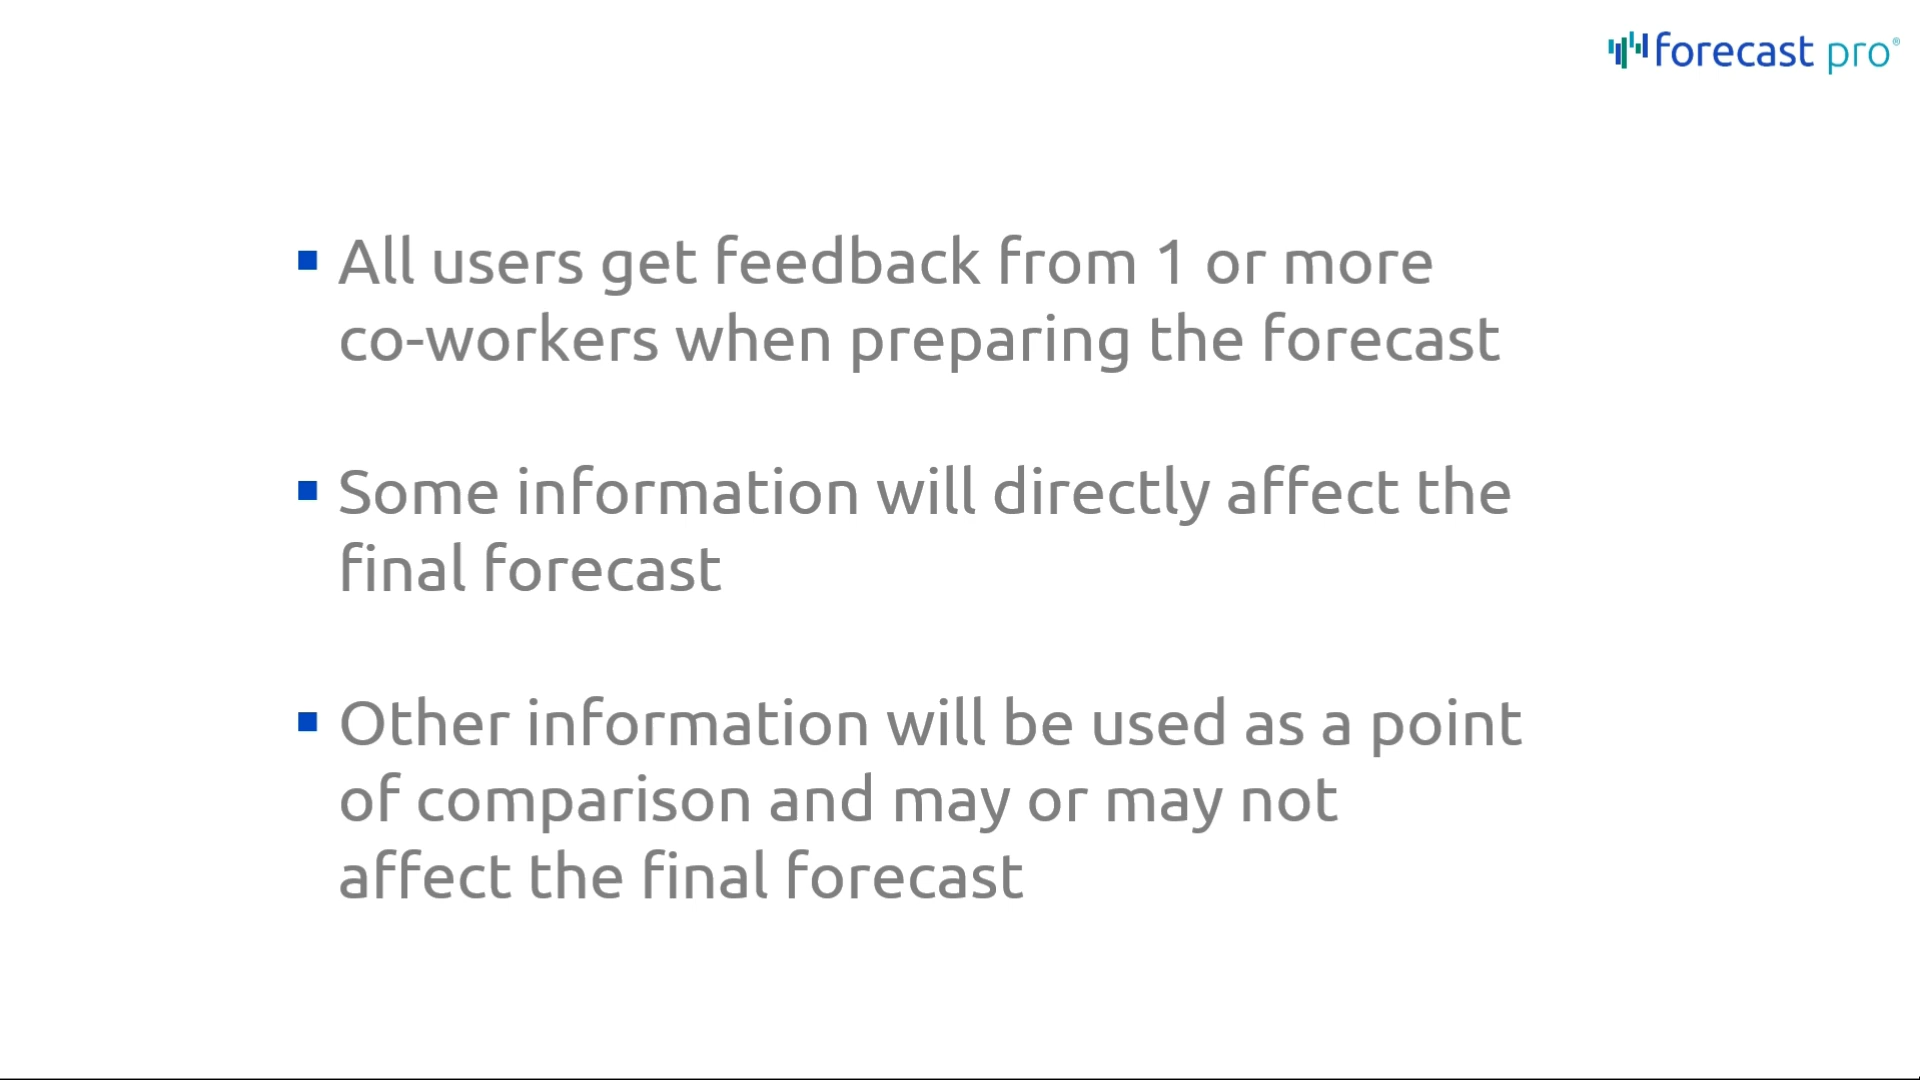 forecast pro®
▪ All users get feedback from 1 or more
co-workers when preparing the forecast
▪ Some information will directly affect the
final forecast
▪ Other information will be used as a point
of comparison and may or may not
affect the final forecast